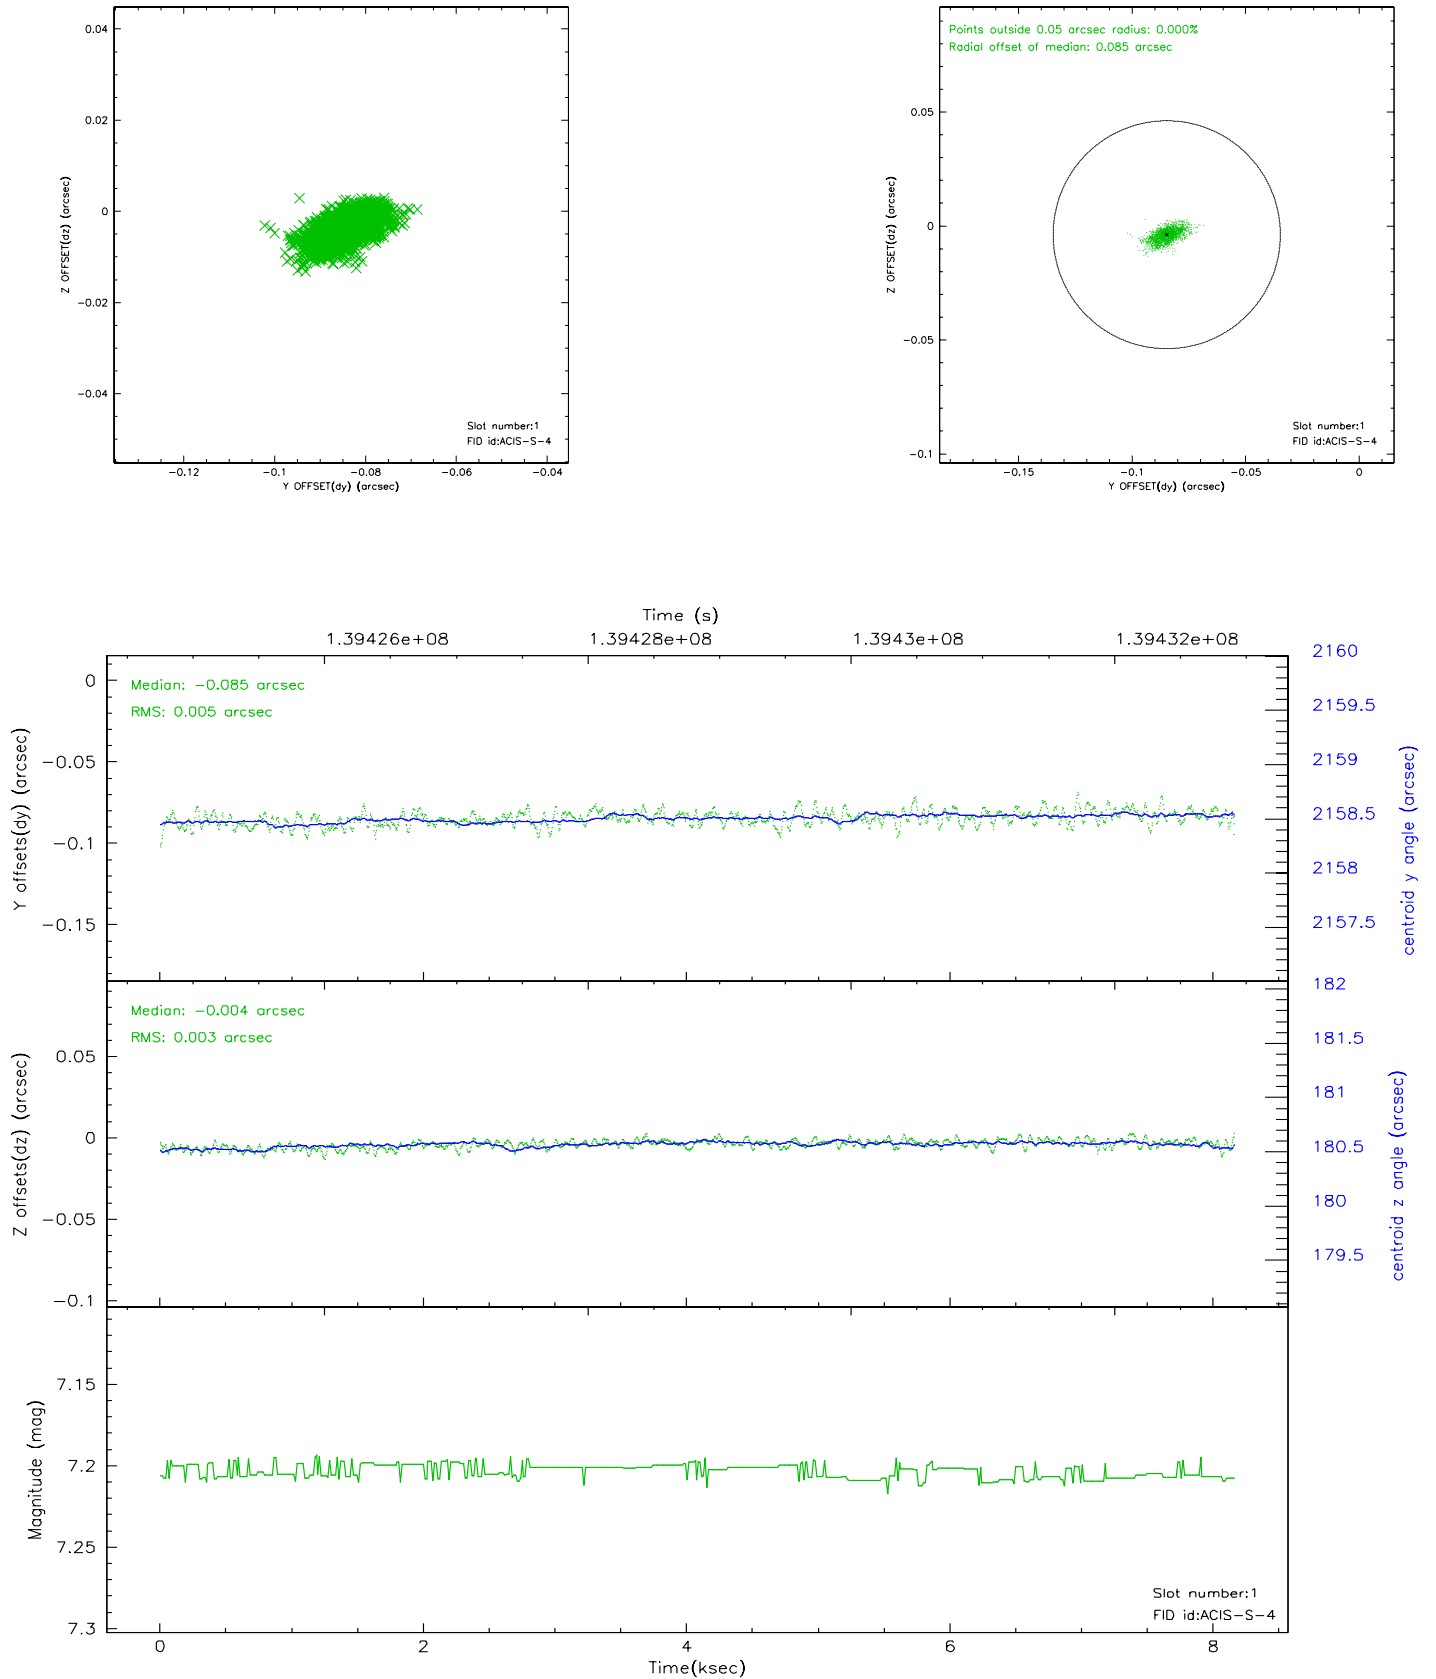 0.04
0.02
0
−0.02
−0.04
Z OFFSET(dz) (arcsec)
Slot number:1
FID id:ACIS−S−4
−0.12
−0.1
−0.08
−0.06
−0.04
Y OFFSET(dy) (arcsec)
Points outside 0.05 arcsec radius: 0.000%
Radial offset of median: 0.085 arcsec
0.05
0
−0.05
−0.1
Z OFFSET(dz) (arcsec)
Slot number:1
FID id:ACIS−S−4
−0.15
−0.1
−0.05
0
Y OFFSET(dy) (arcsec)
Time (s)
1.39426e+08
1.39428e+08
1.3943e+08
1.39432e+08
Median: −0.085 arcsec
RMS: 0.005 arcsec
0
−0.05
−0.1
−0.15
Y offsets(dy) (arcsec)
2160
2159.5
2159
2158.5
2158
2157.5
centroid y angle (arcsec)
Median: −0.004 arcsec
RMS: 0.003 arcsec
0.05
0
−0.05
−0.1
Z offsets(dz) (arcsec)
182
181.5
181
180.5
180
179.5
centroid z angle (arcsec)
7.15
7.2
7.25
7.3
Magnitude (mag)
Slot number:1
FID id:ACIS−S−4
0
2
4
6
8
Time(ksec)